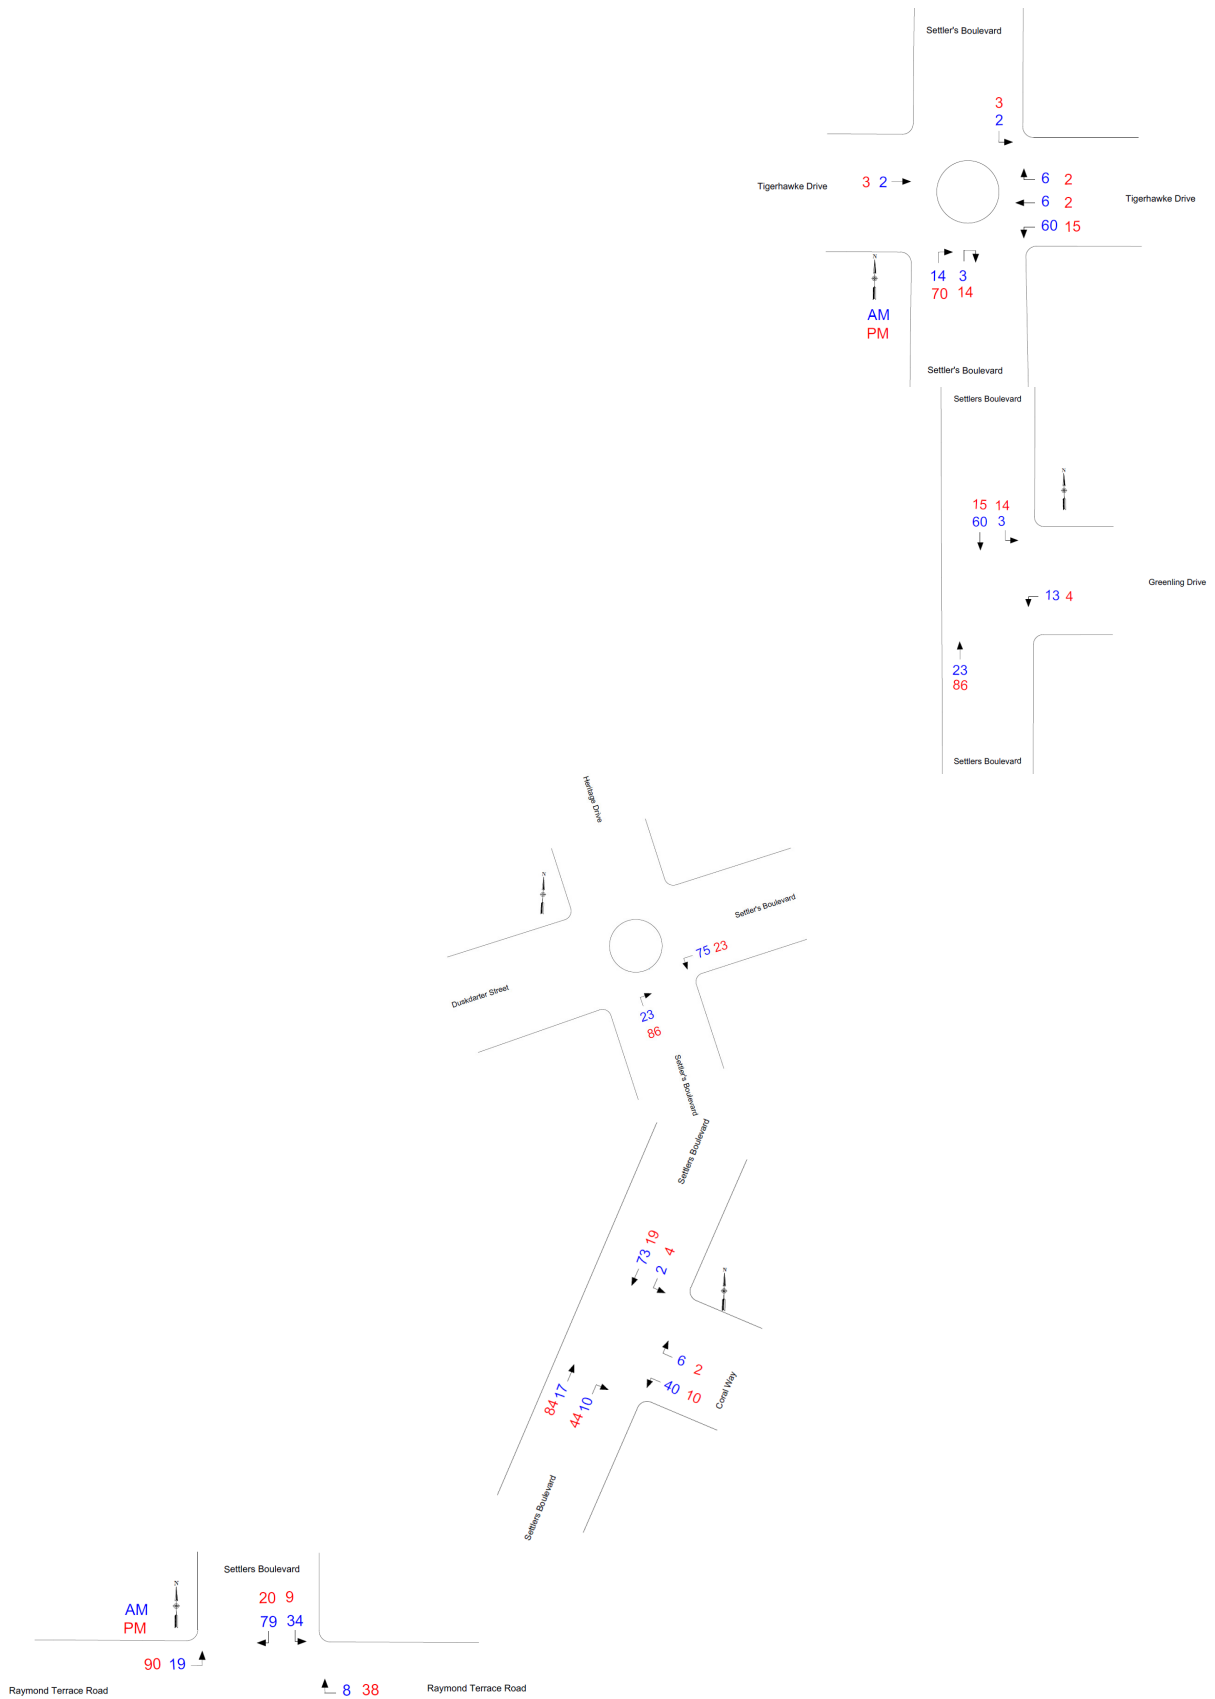 Settler's Boulevard
3
2
Tigerhawke Drive
3 2
6 2
6 2
60 15
Tigerhawke Drive
14 3
70 14
N
AM
PM
Settler's Boulevard
Settlers Boulevard
N
15 14
60 3
Greenling Drive
13 4
23
86
Settlers Boulevard
Heritage Drive
N
Settler's Boulevard
75 23
Duskdarter Street
23
86
Settler's Boulevard
Settlers Boulevard
73 19
2 4
N
6 2
40 10
Coral Way
84 17
44 10
Settlers Boulevard
Settlers Boulevard
N
AM
PM
20 9
79 34
90 19
Raymond Terrace Road
8 38
Raymond Terrace Road